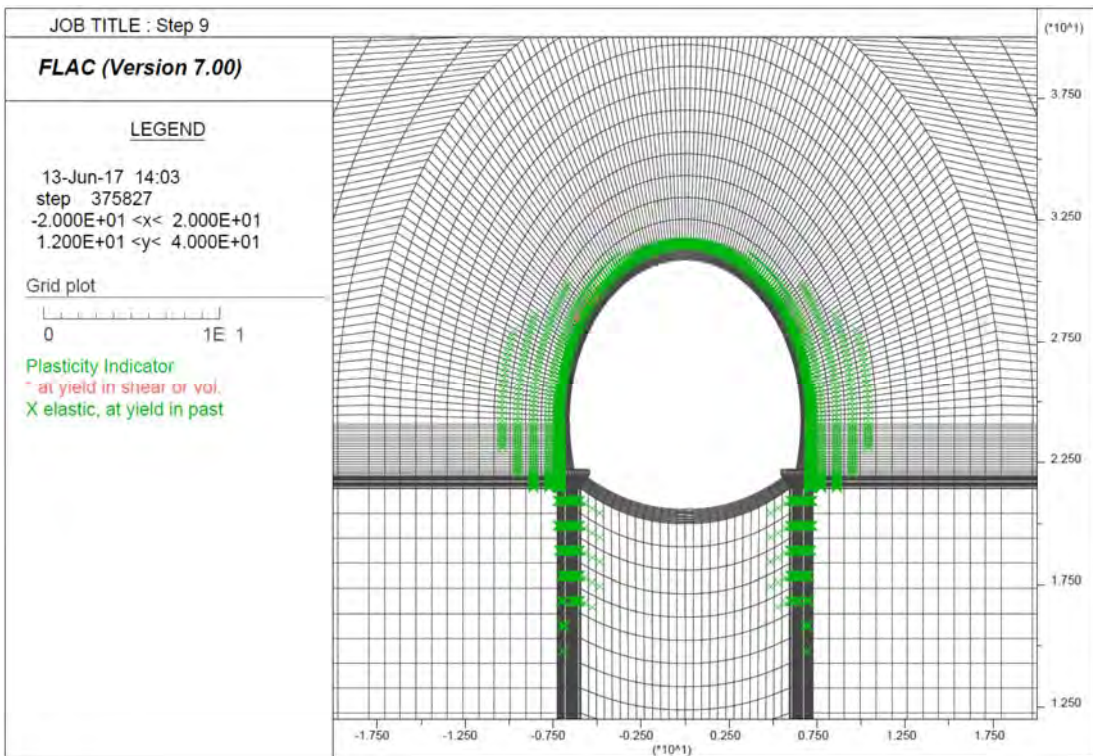 JOB TITLE : Step 9
FLAC (Version 7.00)
LEGEND
13-Jun-17 14:03
step 375827
-2.000E+01 <x< 2.000E+01
1.200E+01 <y< 4.000E+01
Grid plot
0 1E 1
Plasticity Indicator
* at yield in shear or vol.
X elastic, at yield in past
(*10^1)
3.750
3.250
2.750
2.250
1.750
1.250
-1.750 -1.250 -0.750 -0.250 0.250 0.750 1.250 1.750
(*10^1)